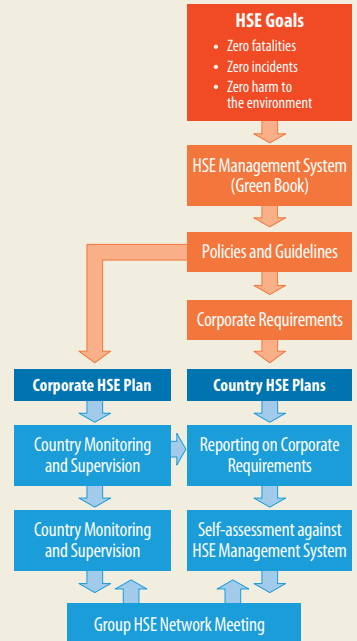 HSE Goals
• Zero fatalities
• Zero incidents
• Zero harm to
the environment
HSE Management System
(Green Book)
Policies and Guidelines
Corporate Requirements
Corporate HSE Plan
Country HSE Plans
Country Monitoring
and Supervision
Reporting on Corporate
Requirements
Country Monitoring
and Supervision
Self-assessment against
HSE Management System
Group HSE Network Meeting